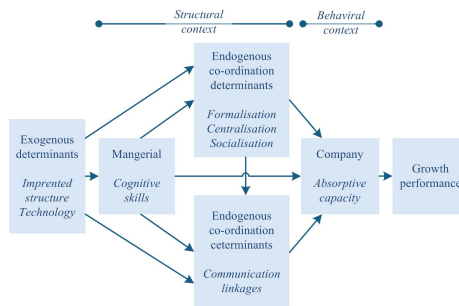 Structural
context
Behaviral
context
Endogenous
co-ordination
determinants
Formalisation
Centralisation
Socialisation
Exogenous
determinants
Imprented
structure
Technology
Mangerial
Cognitive
skills
Company
Absorptive
capacity
Growth
performance
Endogenous
co-ordination
ceterminants
Communication
linkages